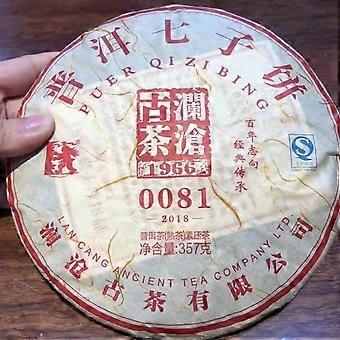 普洱七子饼
PUER QIZIBING
古瀾
茶滄
1966
百年志向
经典传承
0081
2018
普洱茶(熟茶)紧压茶
净含量:357克
LAN CANG ANCIENT TEA COMPANY LTD.
澜沧古茶有限公司